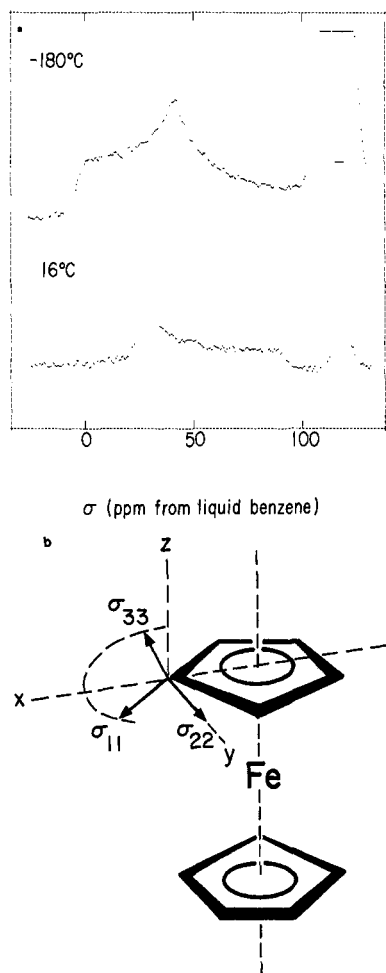 a
-180°C
16°C
0 50 100
σ (ppm from liquid benzene)
b
z
σ33
x
σ11
σ22
y
Fe